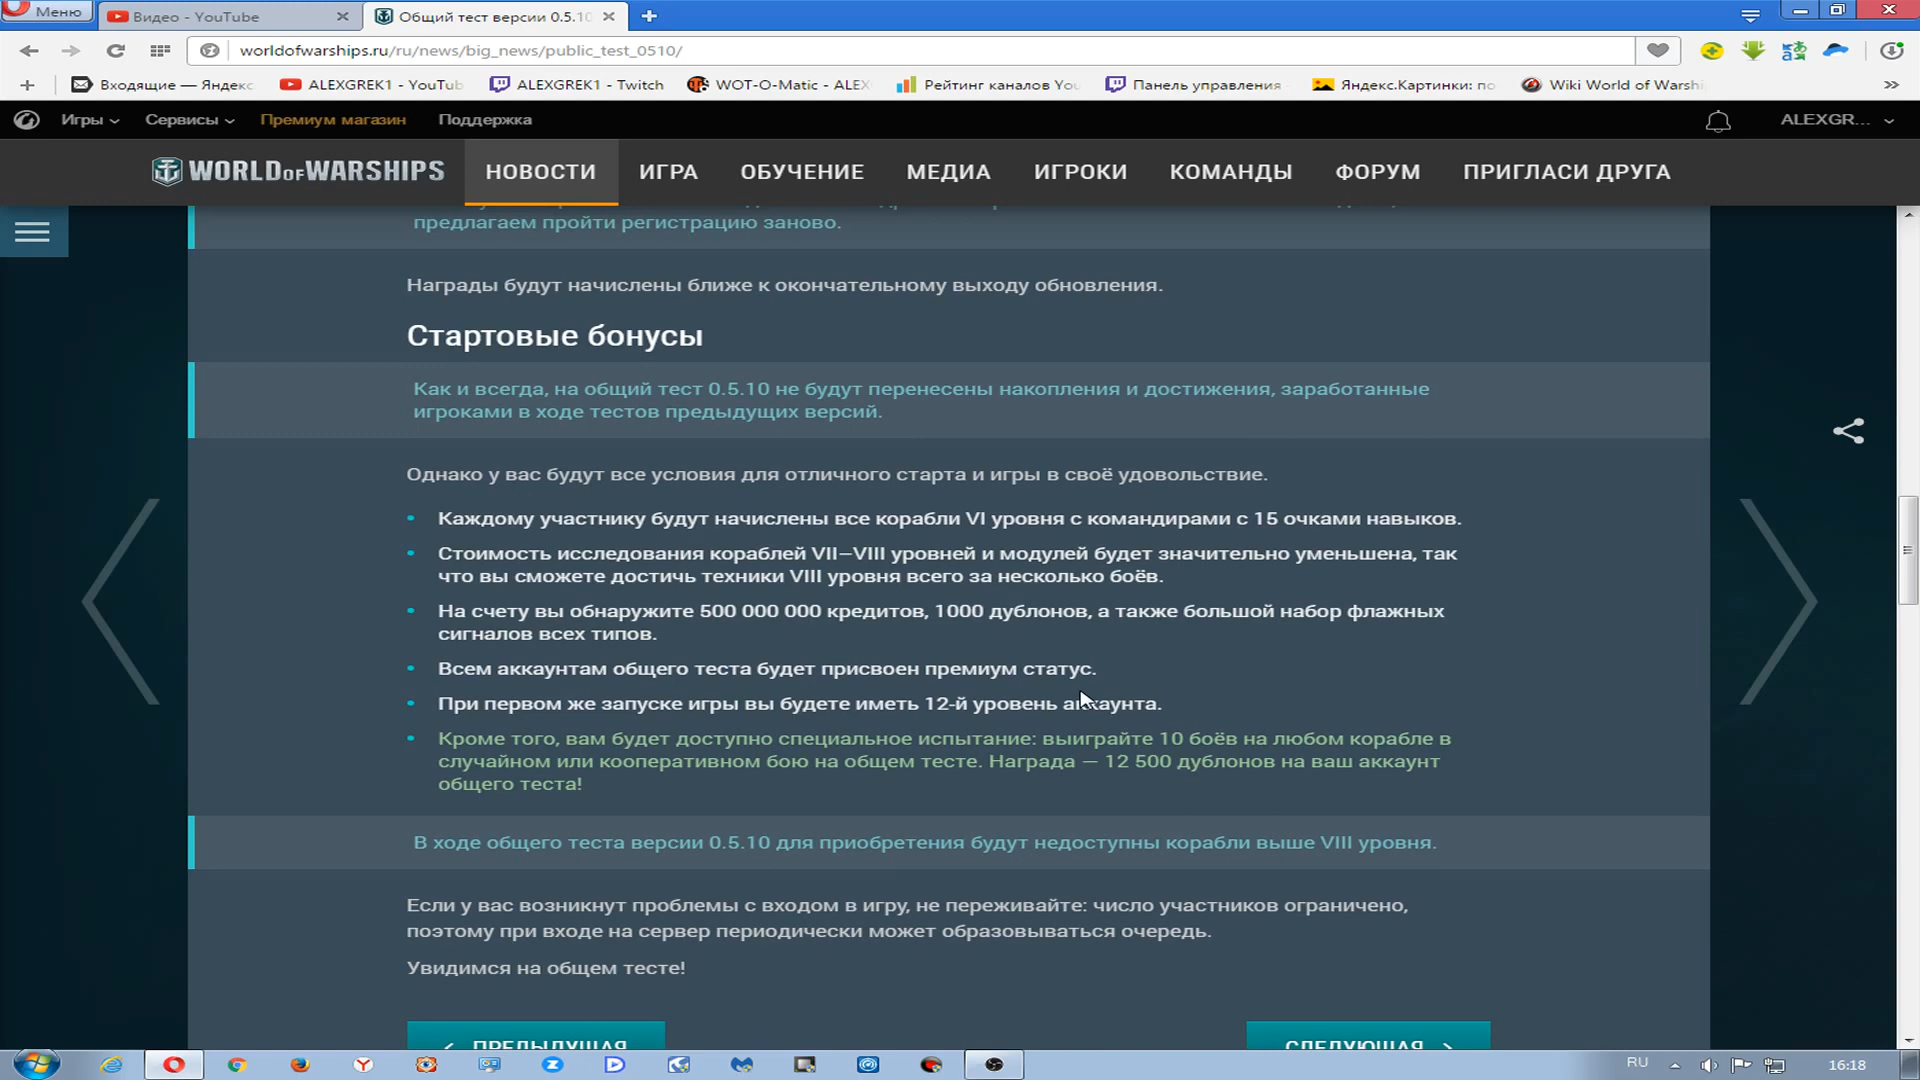 Меню
Видео - YouTube
Общий тест версии 0.5.10
worldofwarships.ru/ru/news/big_news/public_test_0510/
Входящие — Яндекс
ALEXGREK1 - YouTub
ALEXGREK1 - Twitch
WOT-O-Matic - ALEX
Рейтинг каналов You
Панель управления
Яндекс.Картинки: по
Wiki World of Warshi
Игры
Сервисы
Премиум магазин
Поддержка
ALEXGR...
WORLD OF WARSHIPS
НОВОСТИ
ИГРА
ОБУЧЕНИЕ
МЕДИА
ИГРОКИ
КОМАНДЫ
ФОРУМ
ПРИГЛАСИ ДРУГА
предлагаем пройти регистрацию заново.
Награды будут начислены ближе к окончательному выходу обновления.
Стартовые бонусы
Как и всегда, на общий тест 0.5.10 не будут перенесены накопления и достижения, заработанные
игроками в ходе тестов предыдущих версий.
Однако у вас будут все условия для отличного старта и игры в своё удовольствие.
Каждому участнику будут начислены все корабли VI уровня с командирами с 15 очками навыков.
Стоимость исследования кораблей VII–VIII уровней и модулей будет значительно уменьшена, так
что вы сможете достичь техники VIII уровня всего за несколько боёв.
На счету вы обнаружите 500 000 000 кредитов, 1000 дублонов, а также большой набор флажных
сигналов всех типов.
Всем аккаунтам общего теста будет присвоен премиум статус.
При первом же запуске игры вы будете иметь 12-й уровень аккаунта.
Кроме того, вам будет доступно специальное испытание: выиграйте 10 боёв на любом корабле в
случайном или кооперативном бою на общем тесте. Награда — 12 500 дублонов на ваш аккаунт
общего теста!
В ходе общего теста версии 0.5.10 для приобретения будут недоступны корабли выше VIII уровня.
Если у вас возникнут проблемы с входом в игру, не переживайте: число участников ограничено,
поэтому при входе на сервер периодически может образовываться очередь.
Увидимся на общем тесте!
ПРЕДЫДУЩАЯ
СЛЕДУЮЩАЯ
RU
16:18